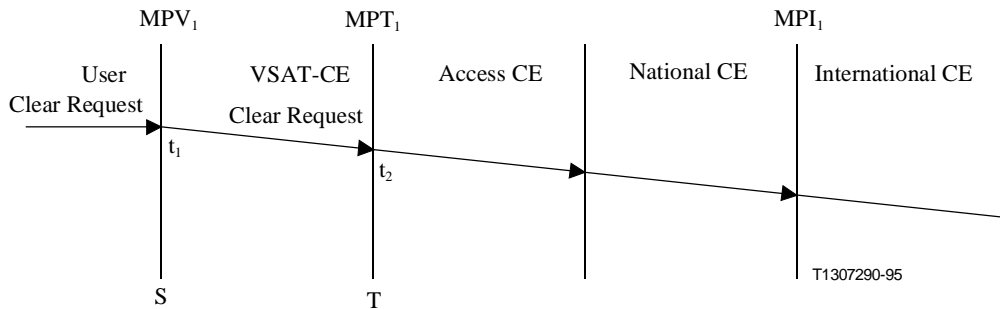 MPV₁ MPT₁ MPI₁
User VSAT-CE Access CE National CE International CE
Clear Request Clear Request
t₁
t₂
T1307290-95
S T